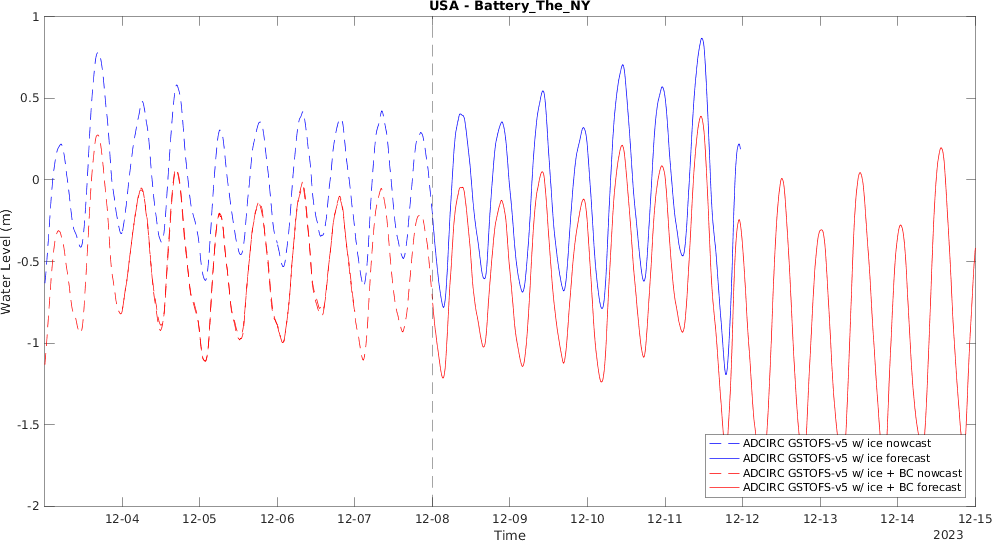 USA - Battery_The_NY
1
0.5
0
-0.5
-1
-1.5
-2
Water Level (m)
ADCIRC GSTOFS-v5 w/ ice nowcast
ADCIRC GSTOFS-v5 w/ ice forecast
ADCIRC GSTOFS-v5 w/ ice + BC nowcast
ADCIRC GSTOFS-v5 w/ ice + BC forecast
12-04 12-05 12-06 12-07 12-08 12-09 12-10 12-11 12-12 12-13 12-14 12-15
Time
2023